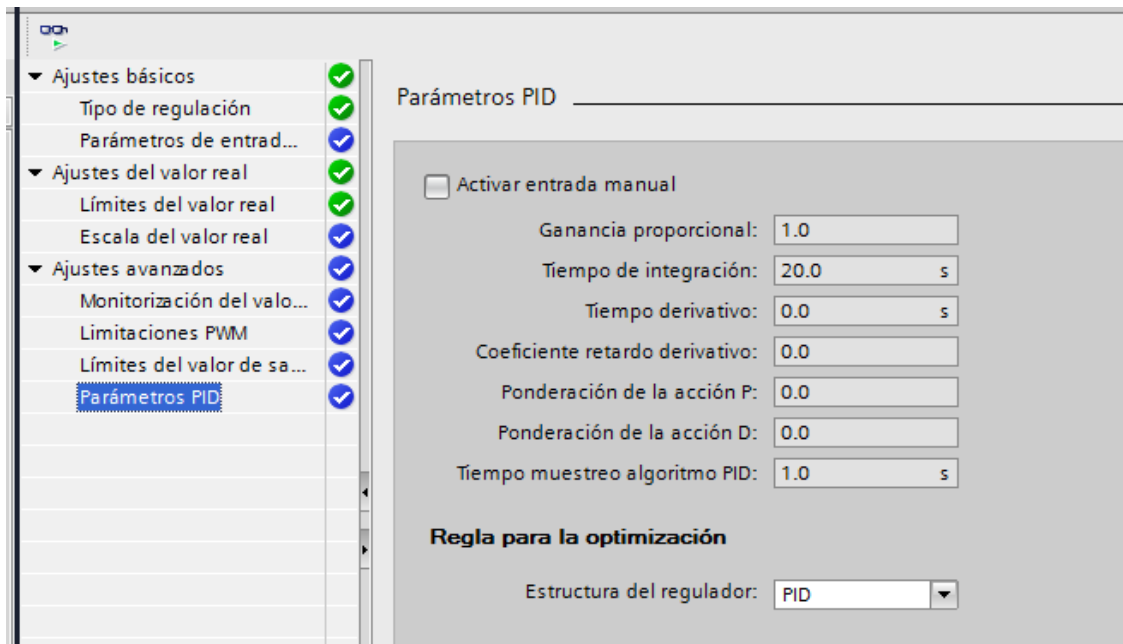 Ajustes básicos
Tipo de regulación
Parámetros de entrad...
Ajustes del valor real
Límites del valor real
Escala del valor real
Ajustes avanzados
Monitorización del valo...
Limitaciones PWM
Límites del valor de sa...
Parámetros PID
Parámetros PID
Activar entrada manual
Ganancia proporcional: 1.0
Tiempo de integración: 20.0 s
Tiempo derivativo: 0.0 s
Coeficiente retardo derivativo: 0.0
Ponderación de la acción P: 0.0
Ponderación de la acción D: 0.0
Tiempo muestreo algoritmo PID: 1.0 s
Regla para la optimización
Estructura del regulador: PID